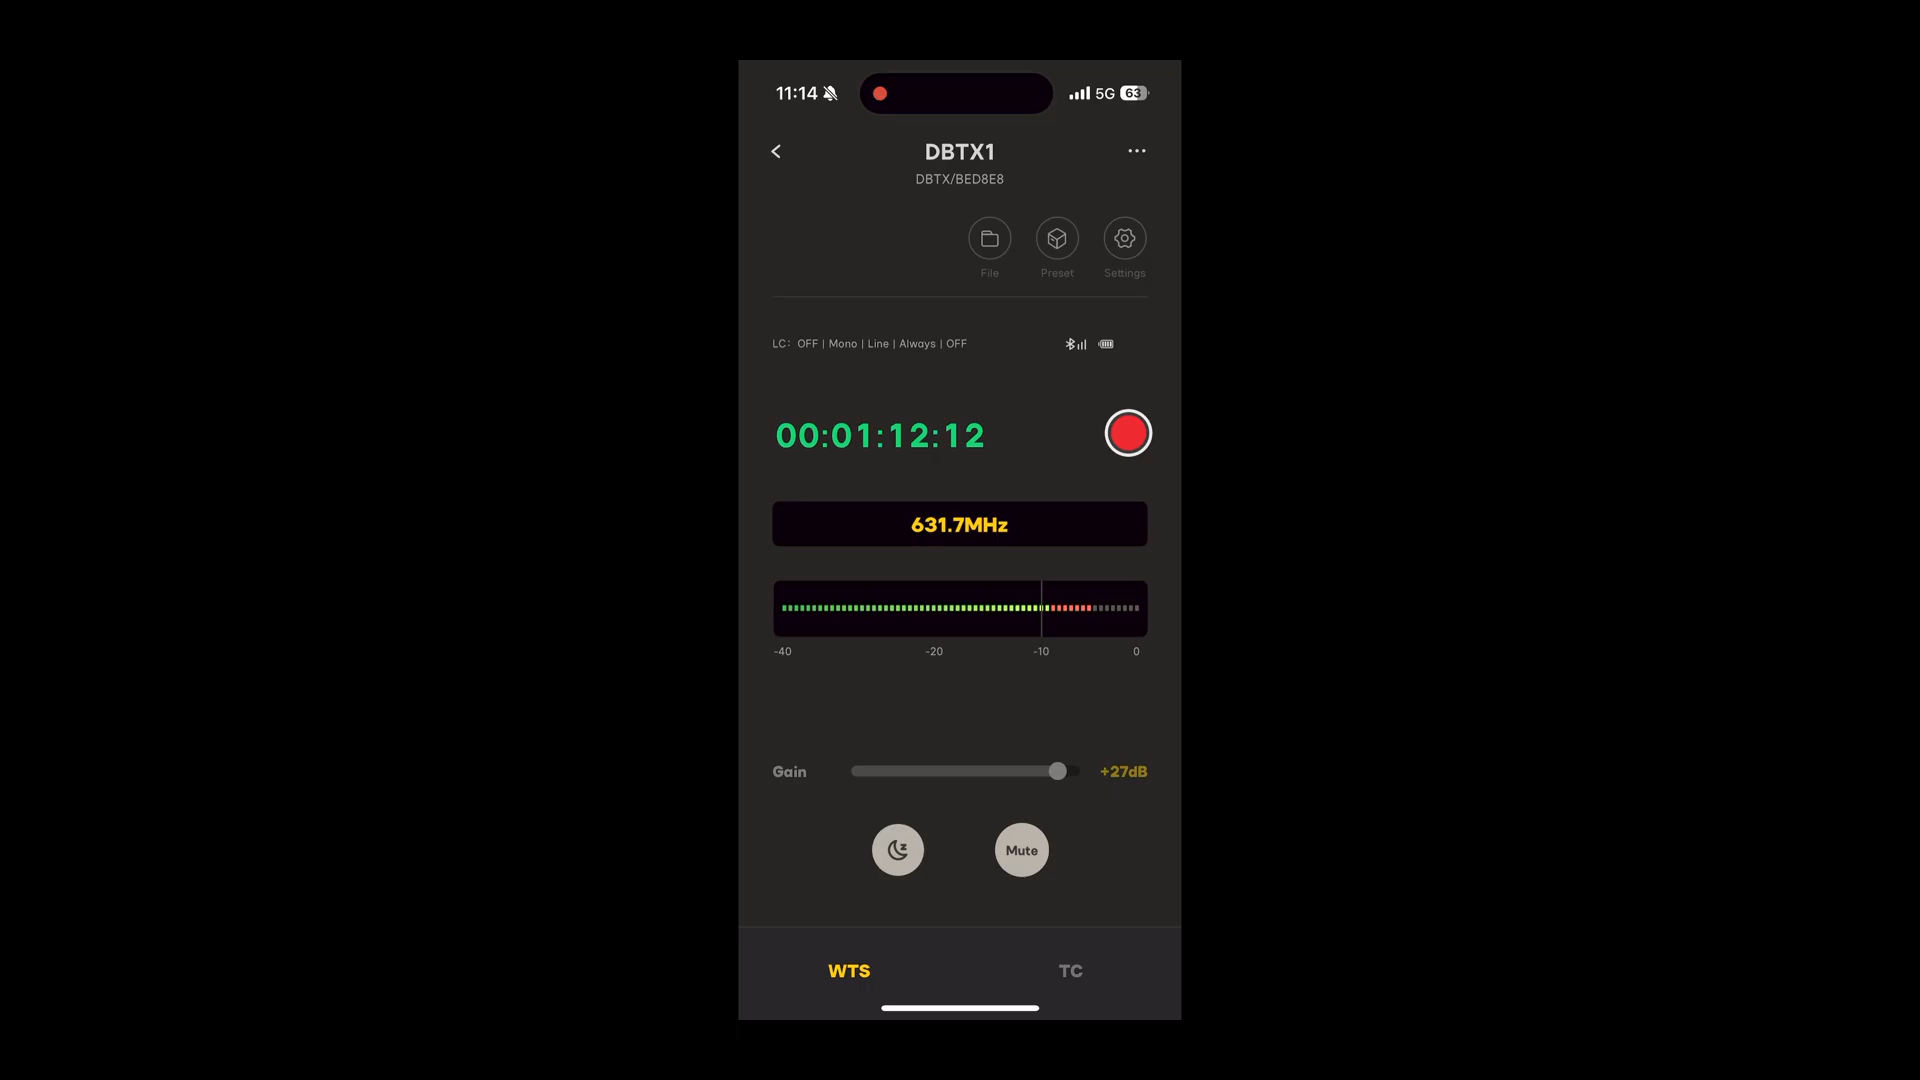 11:14 5G 63
DBTX1
DBTX/BED8E8
File Preset Settings
LC: OFF | Mono | Line | Always | OFF
00:01:12:12
631.7MHz
-40 -20 -10 0
Gain +27dB
Mute
WTS TC